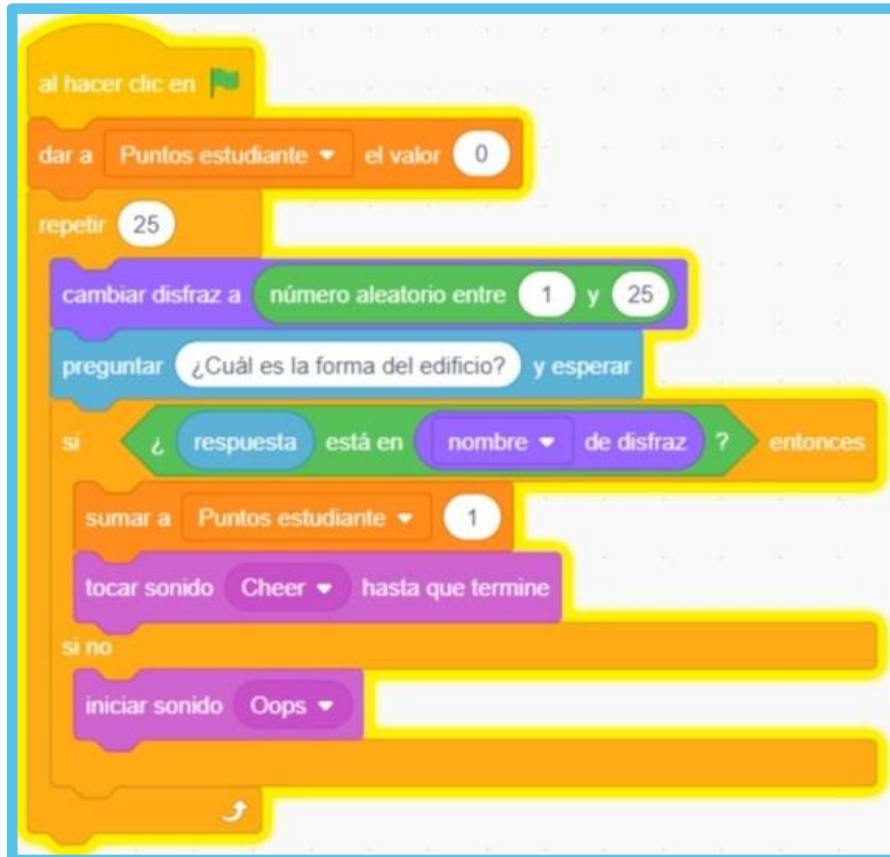 al hacer clic en
dar a Puntos estudiante el valor 0
repetir 25
cambiar disfraz a número aleatorio entre 1 y 25
preguntar ¿Cuál es la forma del edificio? y esperar
si ¿ respuesta está en nombre de disfraz ? entonces
sumar a Puntos estudiante 1
tocar sonido Cheer hasta que termine
si no
iniciar sonido Oops